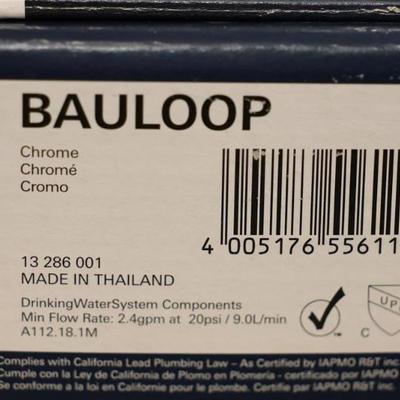 BAULOOP
Chrome
Chromé
Cromo
4 005176 55611
13 286 001
MADE IN THAILAND
DrinkingWaterSystem Components
Min Flow Rate: 2.4gpm at 20psi / 9.0L/min
A112.18.1M
UP
C
Complies with California Lead Plumbing Law - As Certified by IAPMO R&T inc
Cumple con la Ley de California de Plomo en Plomería - certificado por IAPMO
Se conforme a la loi en Californie pour le plombe. Certifié par IAPMO R&T inc